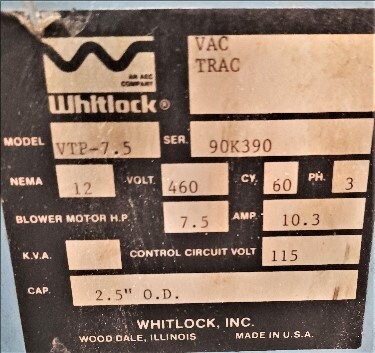 VAC
TRAC
AN AEC
COMPANY
Whitlock®
MODEL VTP-7.5 SER. 90K390
NEMA 12 VOLT. 460 CY. 60 PH. 3
BLOWER MOTOR H.P. 7.5 AMP. 10.3
K.V.A. CONTROL CIRCUIT VOLT 115
CAP. 2.5" O.D.
WHITLOCK, INC.
WOOD DALE, ILLINOIS MADE IN U.S.A.